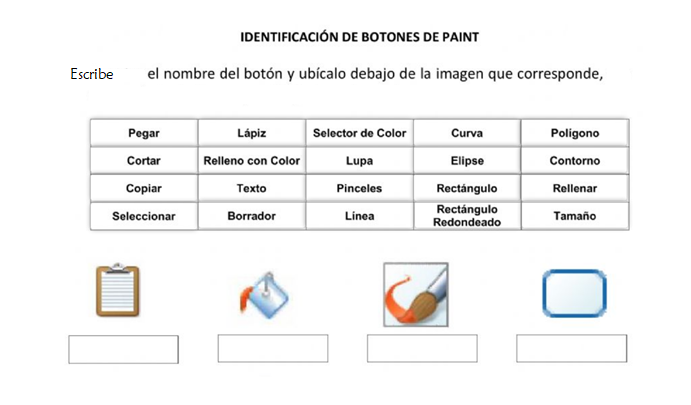 IDENTIFICACIÓN DE BOTONES DE PAINT
Escribe el nombre del botón y ubícalo debajo de la imagen que corresponde,
Pegar Lápiz Selector de Color Curva Polígono
Cortar Relleno con Color Lupa Elipse Contorno
Copiar Texto Pinceles Rectángulo Rellenar
Seleccionar Borrador Línea Rectángulo Redondeado Tamaño